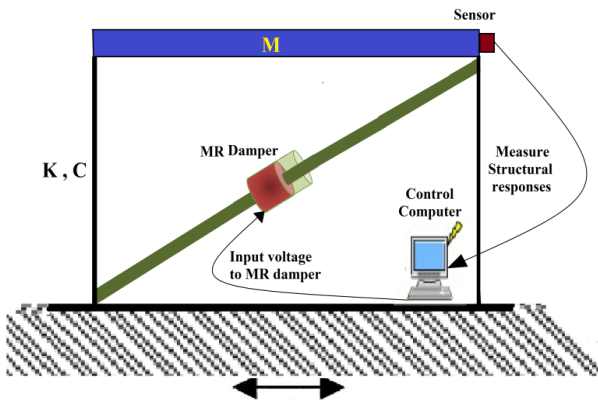 Sensor
M
MR Damper
K , C
Measure
Structural
responses
Control
Computer
Input voltage
to MR damper